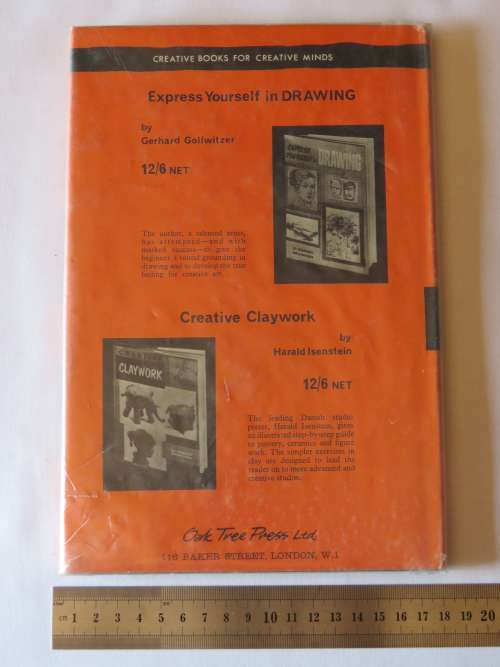 CREATIVE BOOKS FOR CREATIVE MINDS
Express Yourself in DRAWING
by
Gerhard Gollwitzer
12/6 NET
EXPRESS
YOURSELF IN
DRAWING
The author, a talented artist,
has attempted—and with
marked success—to give the
beginner a sound grounding in
drawing and to develop the true
feeling for creative art.
Creative Claywork
by
Harald Isenstein
12/6 NET
CREATIVE
CLAYWORK
The leading Danish studio
potter, Harald Isenstein, gives
an illustrated step-by-step guide
to pottery, ceramics and figure
work. The simpler exercises in
clay are designed to lead the
reader on to more advanced and
creative studies.
Oak Tree Press Ltd
116 BAKER STREET, LONDON, W.1
cm 1 2 3 4 5 6 7 8 9 10 11 12 13 14 15 16 17 18 19 20